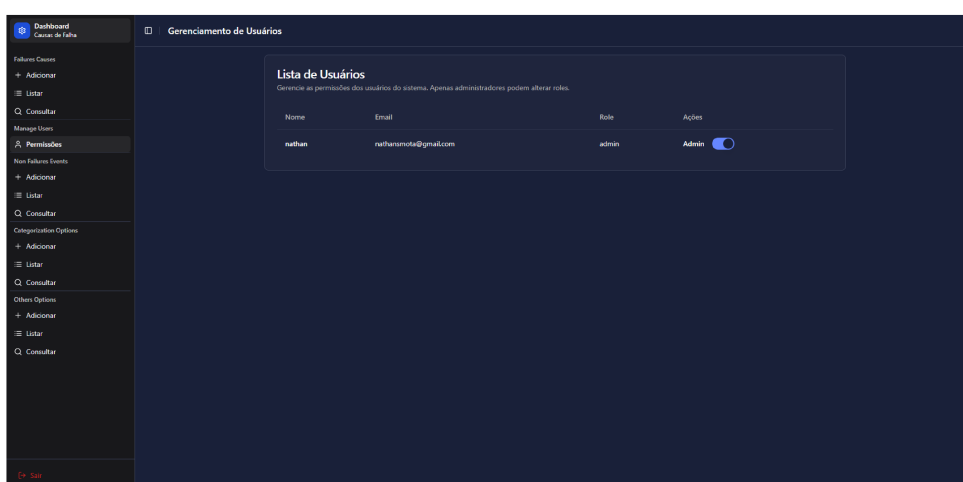 Dashboard
Causas de Falha
Failures Causes
Adicionar
Listar
Consultar
Manage Users
Permissões
Non Failures Events
Adicionar
Listar
Consultar
Categorization Options
Adicionar
Listar
Consultar
Others Options
Adicionar
Listar
Consultar
Sair
Gerenciamento de Usuários
Lista de Usuários
Gerencie as permissões dos usuários do sistema. Apenas administradores podem alterar roles.
Nome Email Role Ações
nathan nathansmota@gmail.com admin Admin